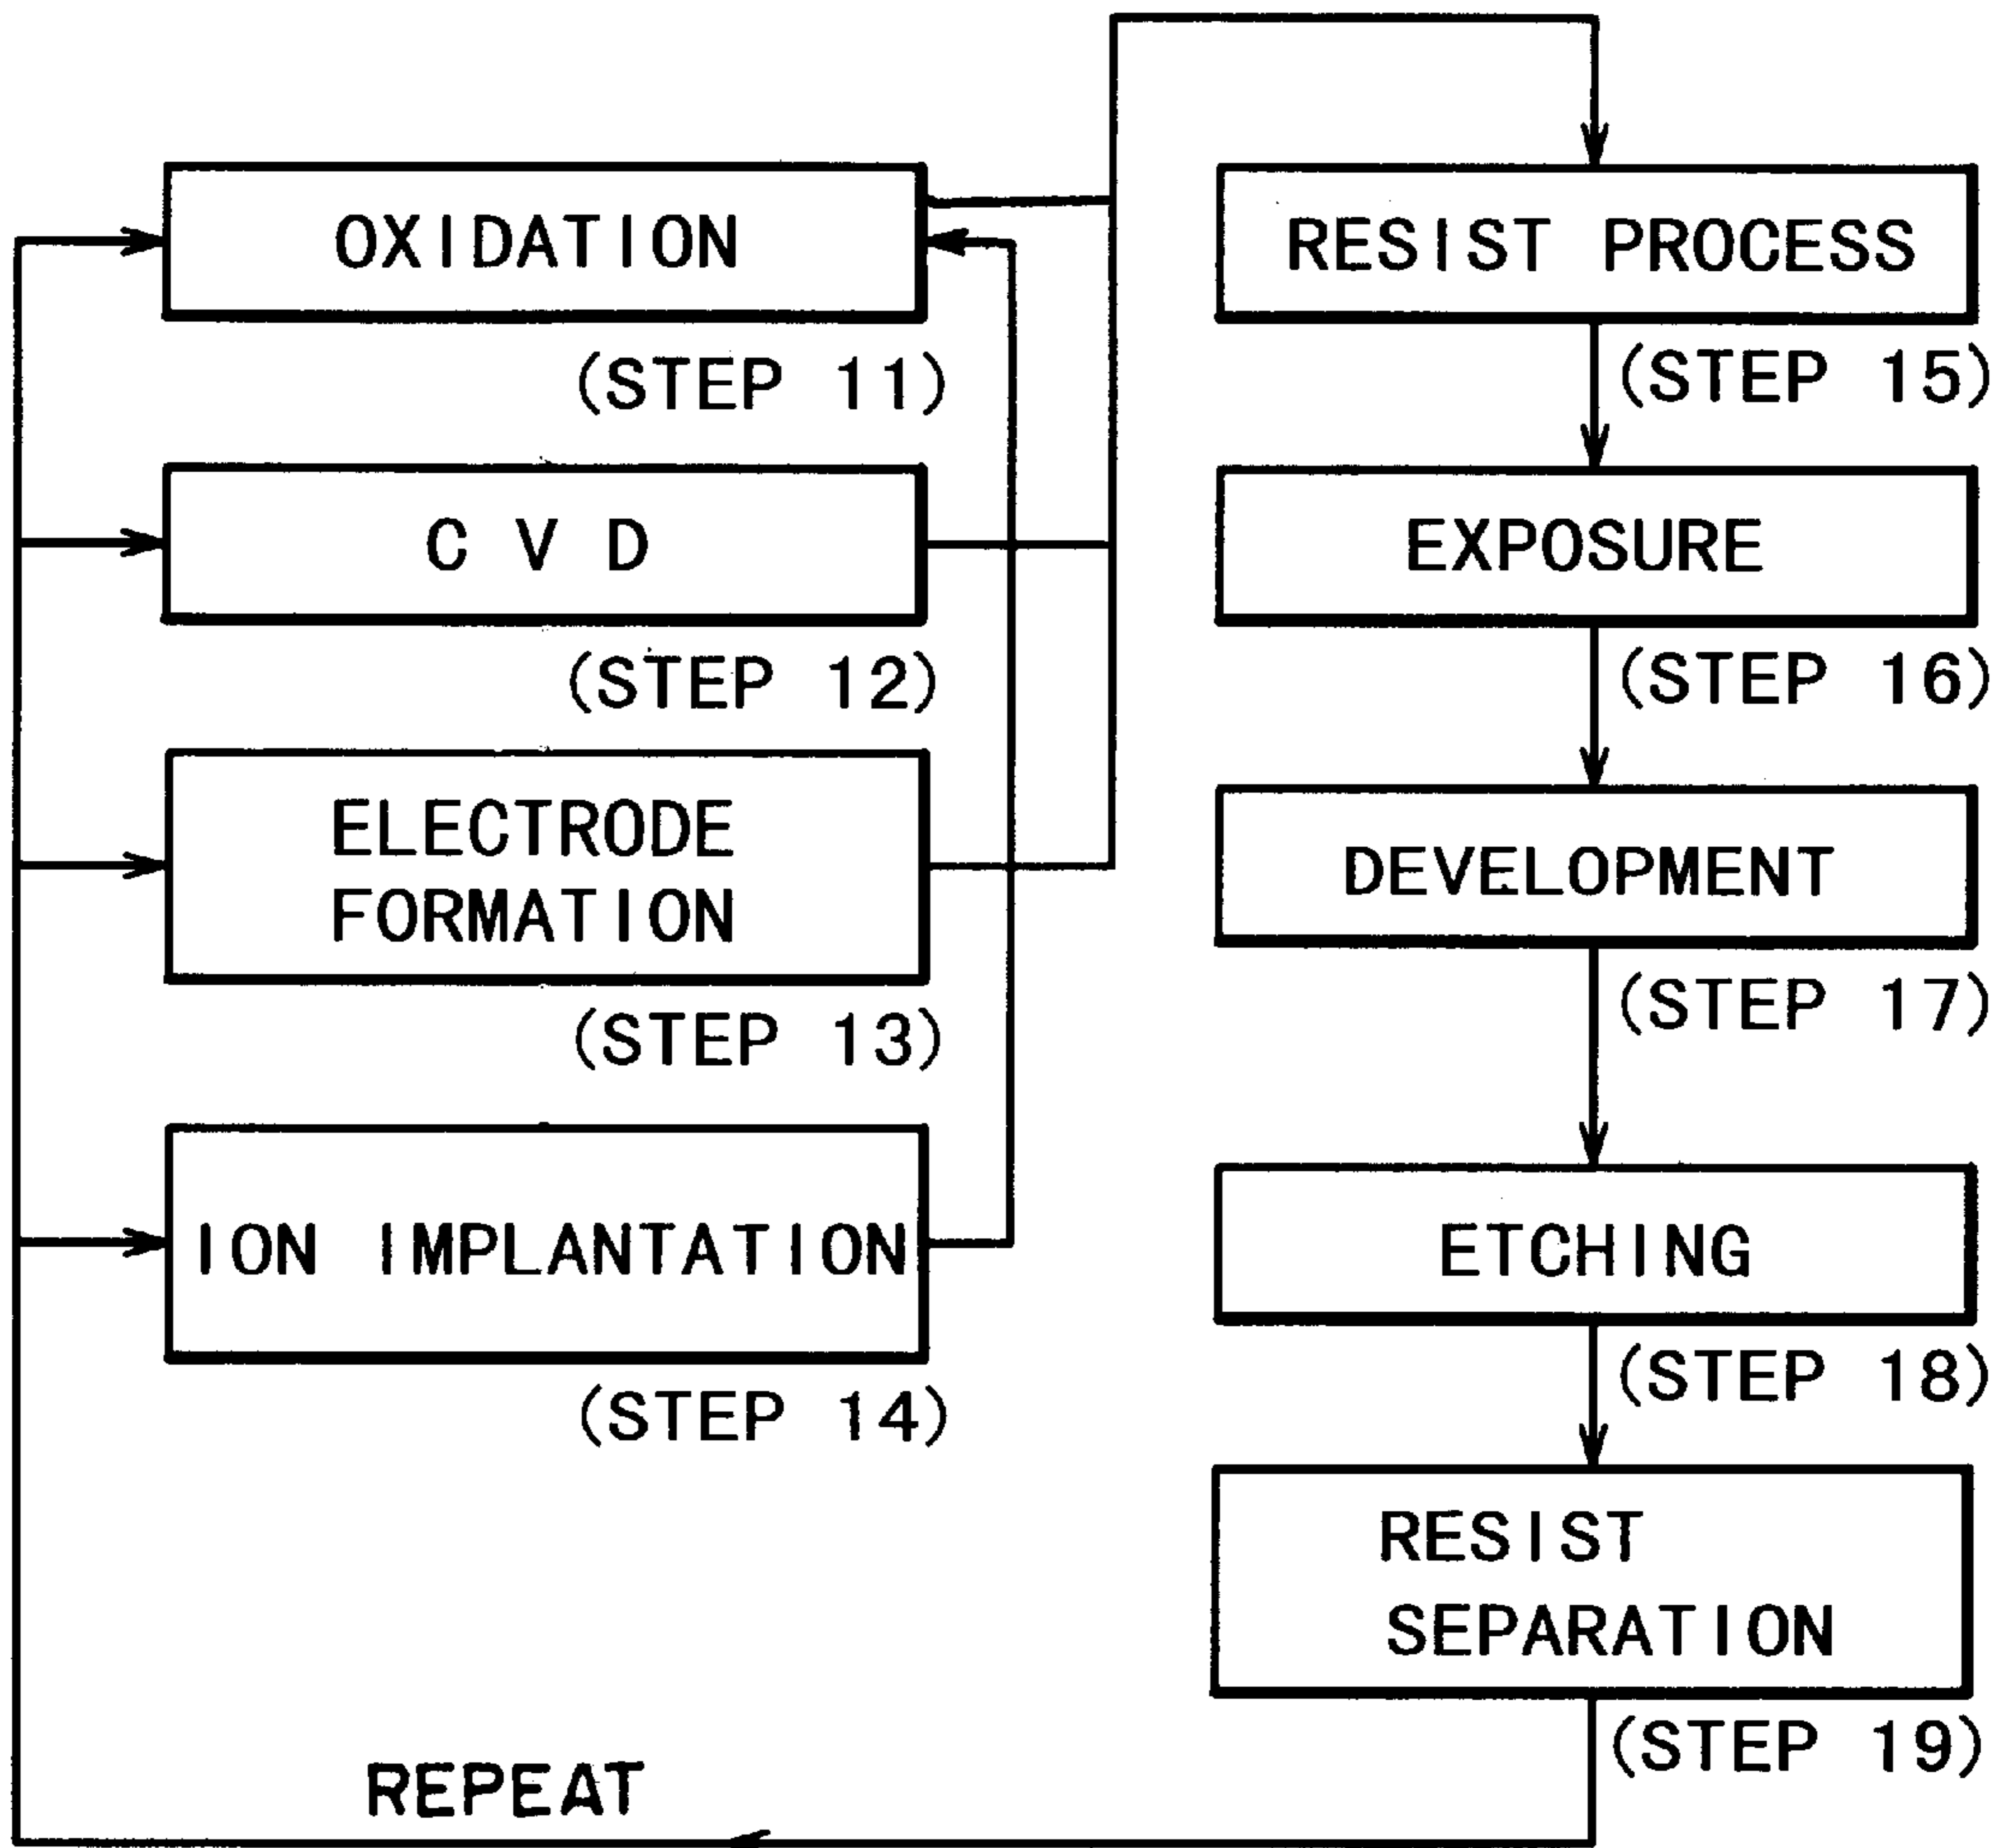 OXIDATION
(STEP 11)
C V D
(STEP 12)
ELECTRODE
FORMATION
(STEP 13)
ION IMPLANTATION
(STEP 14)
RESIST PROCESS
(STEP 15)
EXPOSURE
(STEP 16)
DEVELOPMENT
(STEP 17)
ETCHING
(STEP 18)
RESIST
SEPARATION
(STEP 19)
REPEAT